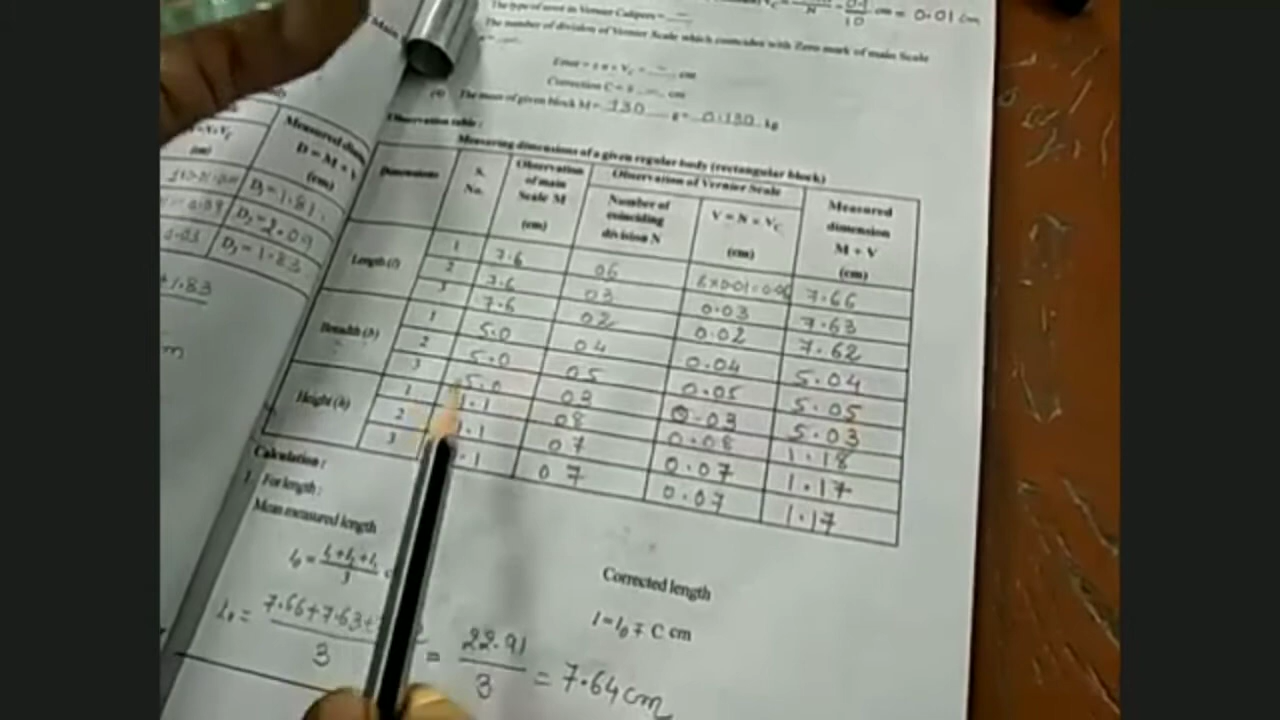 N 10 cm = 0.01 cm
The type of error in Vernier Calipers =
The number of division of Vernier Scale which coincides with Zero mark of main Scale
Error = ± n × Vc = — cm
Correction C = ∓ — cm
The mass of given block M = 130 g = 0.130 kg
Observation table :
Measuring dimensions of a given regular body (rectangular block)
Dimensions S. No. Observation of main Scale M (cm) Observation of Vernier Scale Measured dimension M + V (cm)
Number of coinciding division N V = N × Vc (cm)
Length (l) 1 7.6 06 6×0.01=0.06 7.66
2 7.6 03 0.03 7.63
3 7.6 02 0.02 7.62
Breadth (b) 1 5.0 04 0.04 5.04
2 5.0 05 0.05 5.05
3 5.0 03 0.03 5.03
Height (h) 1 1.1 08 0.08 1.18
2 1.1 07 0.07 1.17
3 .1 07 0.07 1.17
Measured
D = M + V
(cm)
D₁ = 1.81
D₂ = 2.09
0.03 D₃ = 1.83
1.83
m
Calculation :
1. For length :
Mean measured length
l₀ = l₁ + l₂ + l₃ / 3
Corrected length
l = l₀ ∓ C cm
l₀ = 7.66+7.63+ / 3 = 22.91 / 3 = 7.64 cm